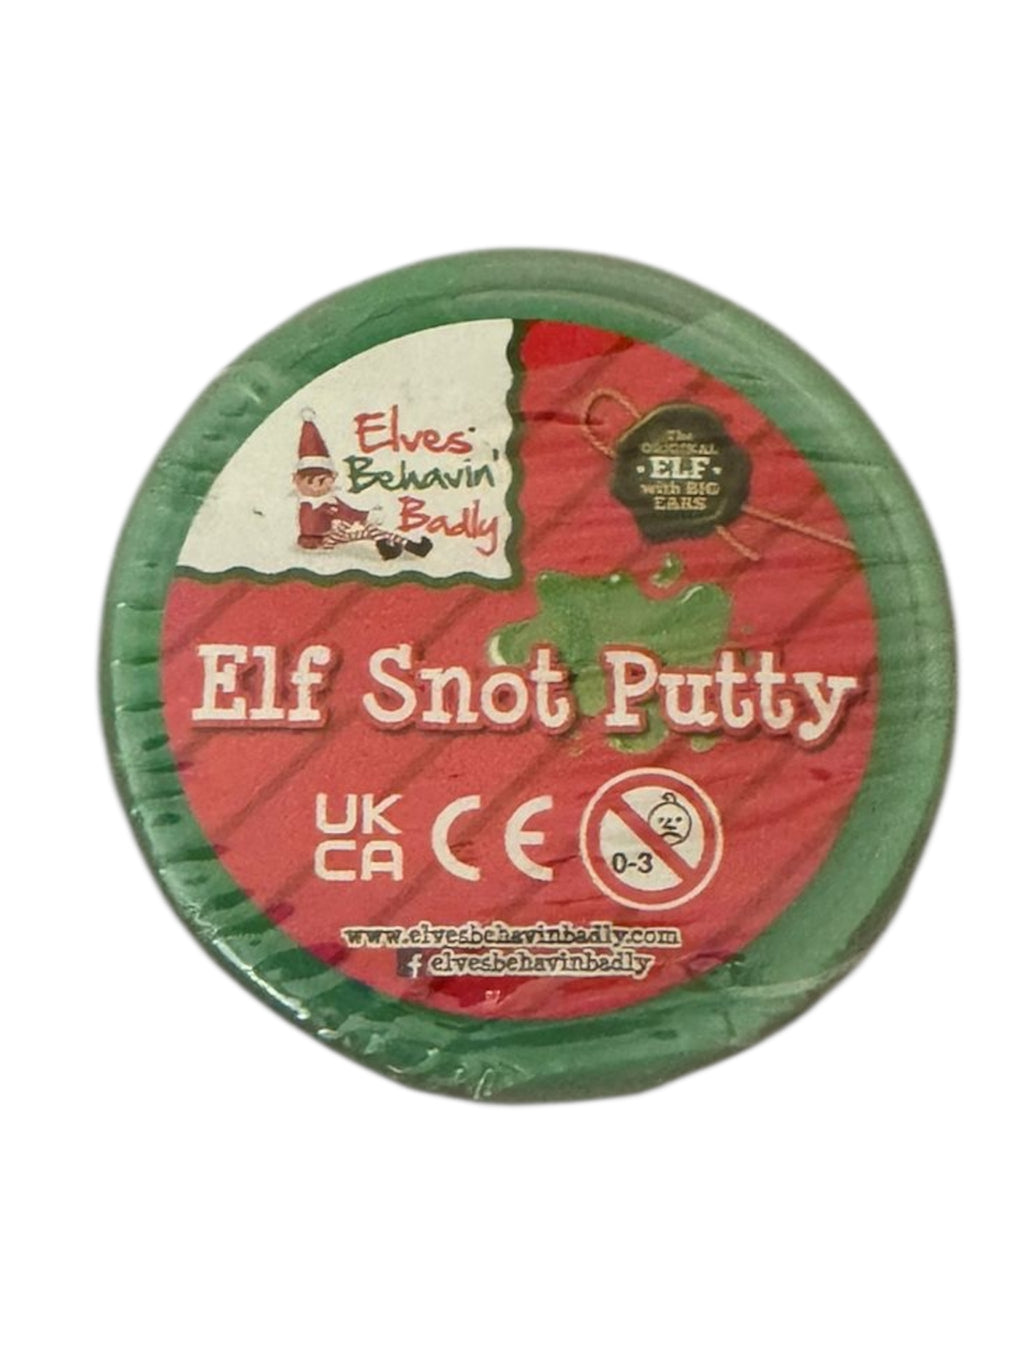 Elves
Behavin'
Badly
The
ORIGINAL
• ELF •
with BIG
EARS
Elf Snot Putty
UK
CA
CE
0-3
www.elvesbehavinbadly.com
f elvesbehavinbadly